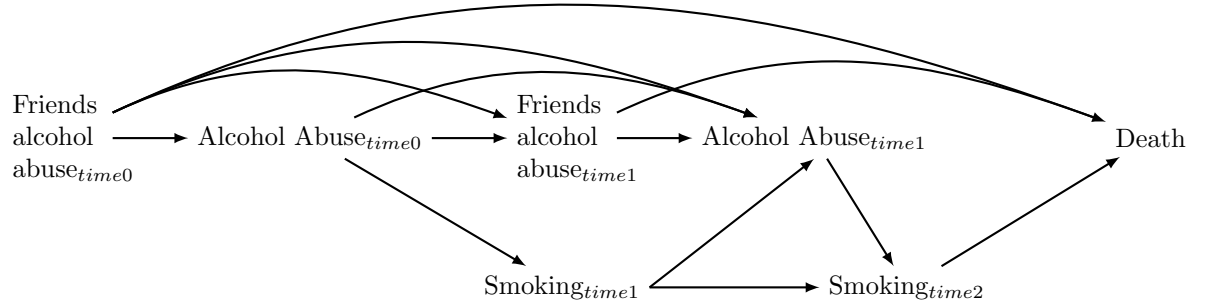 Friends
alcohol
abuse_time0
Alcohol Abuse_time0
Friends
alcohol
abuse_time1
Alcohol Abuse_time1
Death
Smoking_time1
Smoking_time2